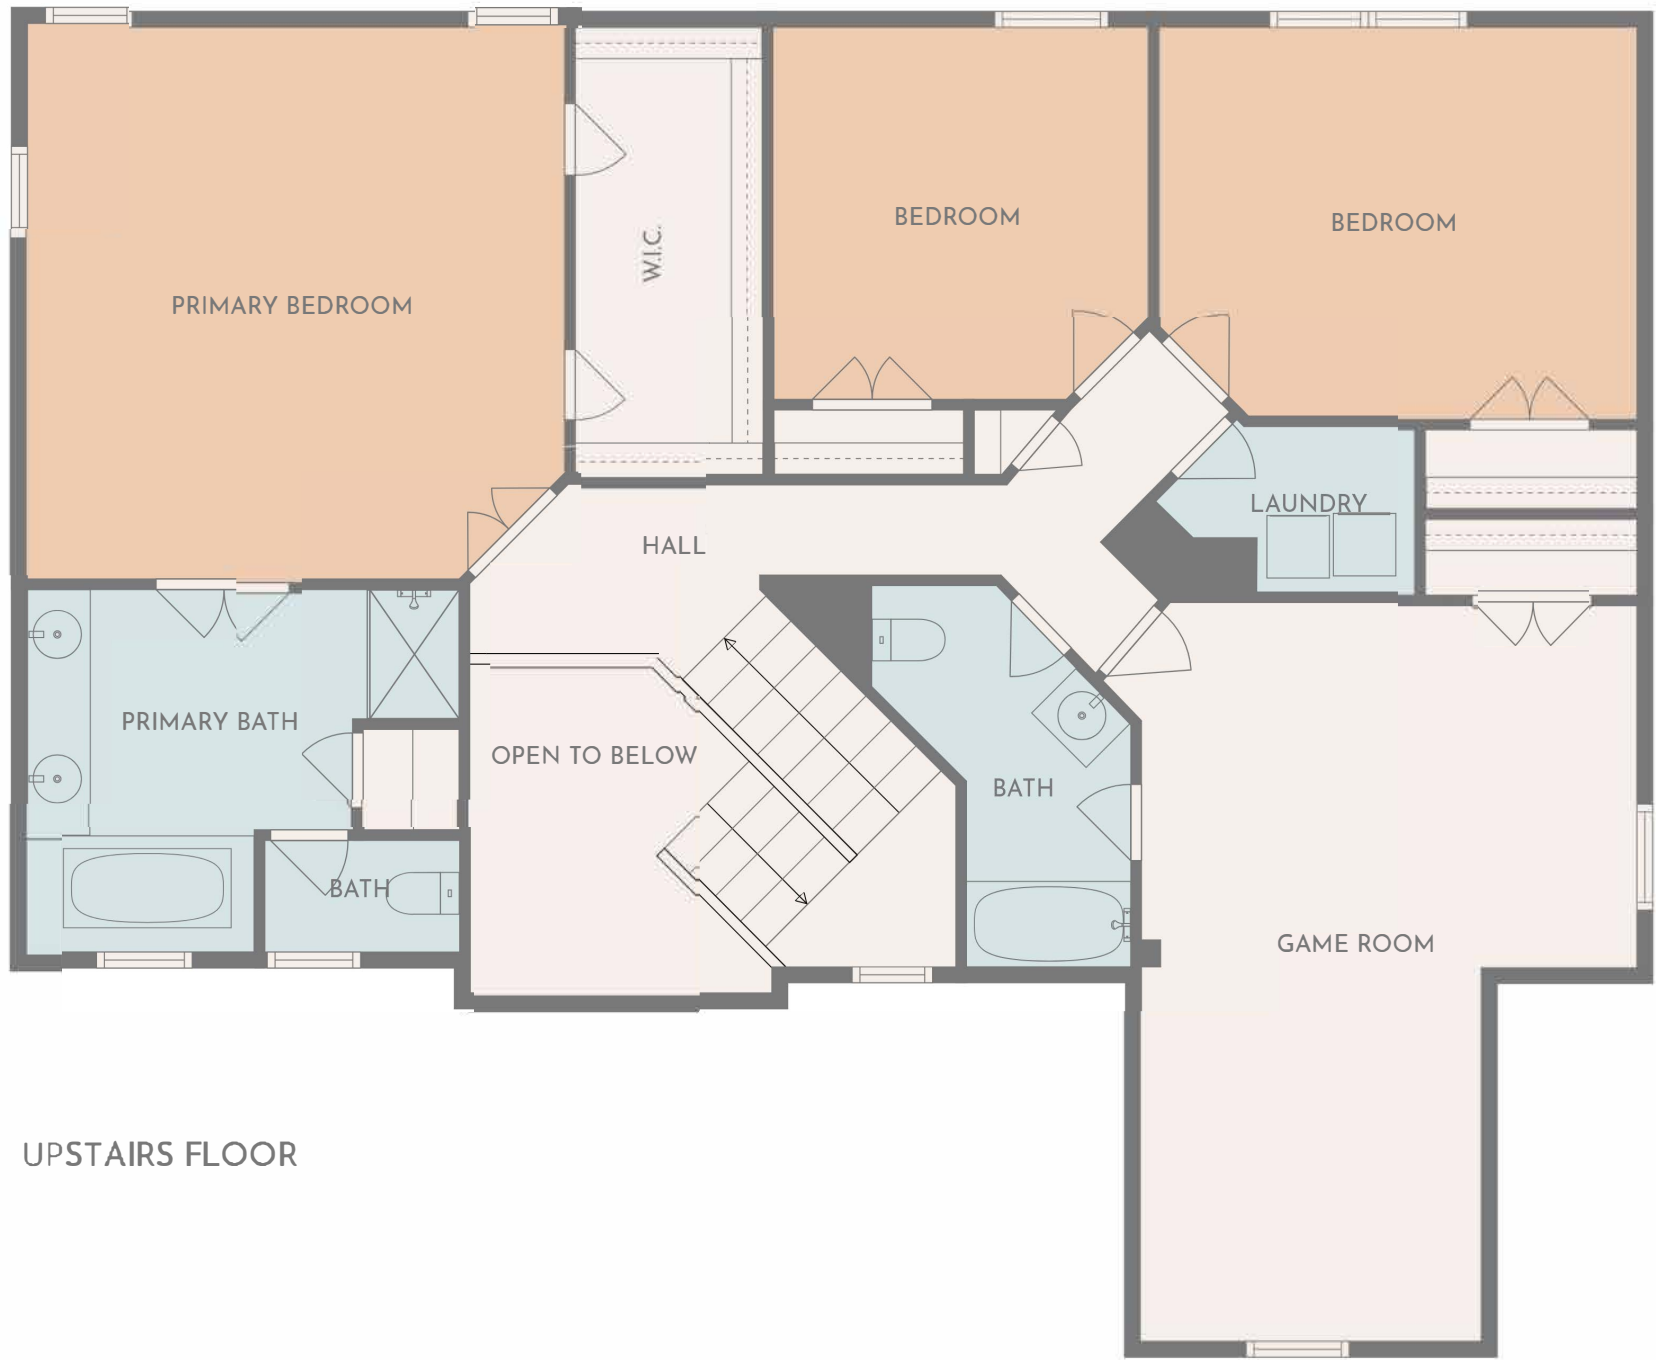 BEDROOM
BEDROOM
W.I.C.
PRIMARY BEDROOM
LAUNDRY
HALL
PRIMARY BATH
OPEN TO BELOW
BATH
BATH
GAME ROOM
UPSTAIRS FLOOR